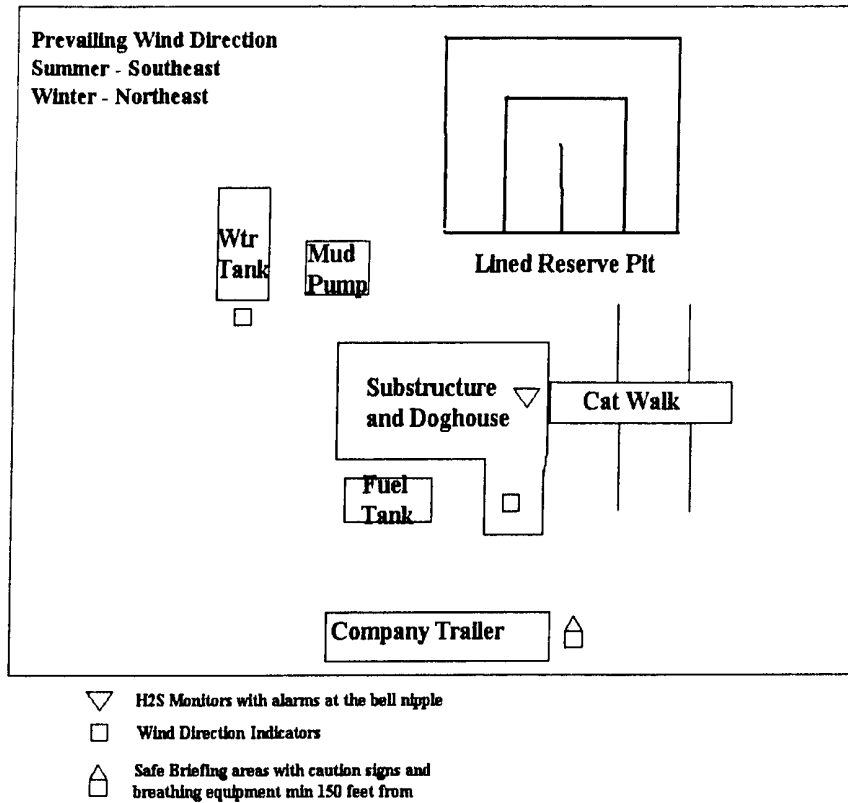 Prevailing Wind Direction
Summer - Southeast
Winter - Northeast
Wtr
Tank
Mud
Pump
Lined Reserve Pit
Substructure
and Doghouse
Cat Walk
Fuel
Tank
Company Trailer
H2S Monitors with alarms at the bell nipple
Wind Direction Indicators
Safe Briefing areas with caution signs and
breathing equipment min 150 feet from